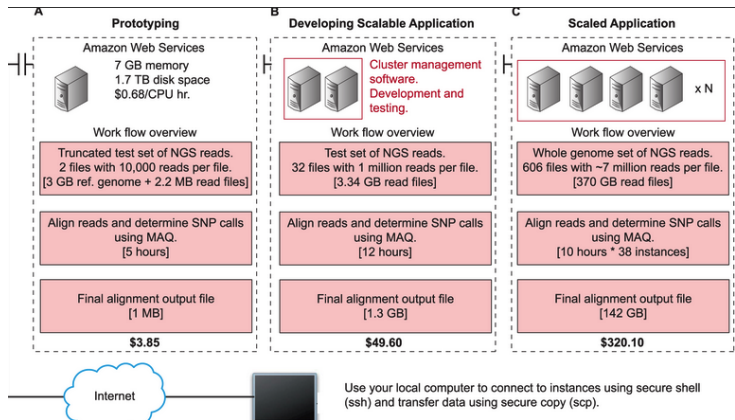 A
Prototyping
Amazon Web Services
7 GB memory
1.7 TB disk space
$0.68/CPU hr.
Work flow overview
Truncated test set of NGS reads.
2 files with 10,000 reads per file.
[3 GB ref. genome + 2.2 MB read files]
Align reads and determine SNP calls
using MAQ.
[5 hours]
Final alignment output file
[1 MB]
$3.85
B
Developing Scalable Application
Amazon Web Services
Cluster management
software.
Development and
testing.
Work flow overview
Test set of NGS reads.
32 files with 1 million reads per file.
[3.34 GB read files]
Align reads and determine SNP calls
using MAQ.
[12 hours]
Final alignment output file
[1.3 GB]
$49.60
C
Scaled Application
Amazon Web Services
x N
Work flow overview
Whole genome set of NGS reads.
606 files with ~7 million reads per file.
[370 GB read files]
Align reads and determine SNP calls
using MAQ.
[10 hours * 38 instances]
Final alignment output file
[142 GB]
$320.10
Internet
Use your local computer to connect to instances using secure shell
(ssh) and transfer data using secure copy (scp).